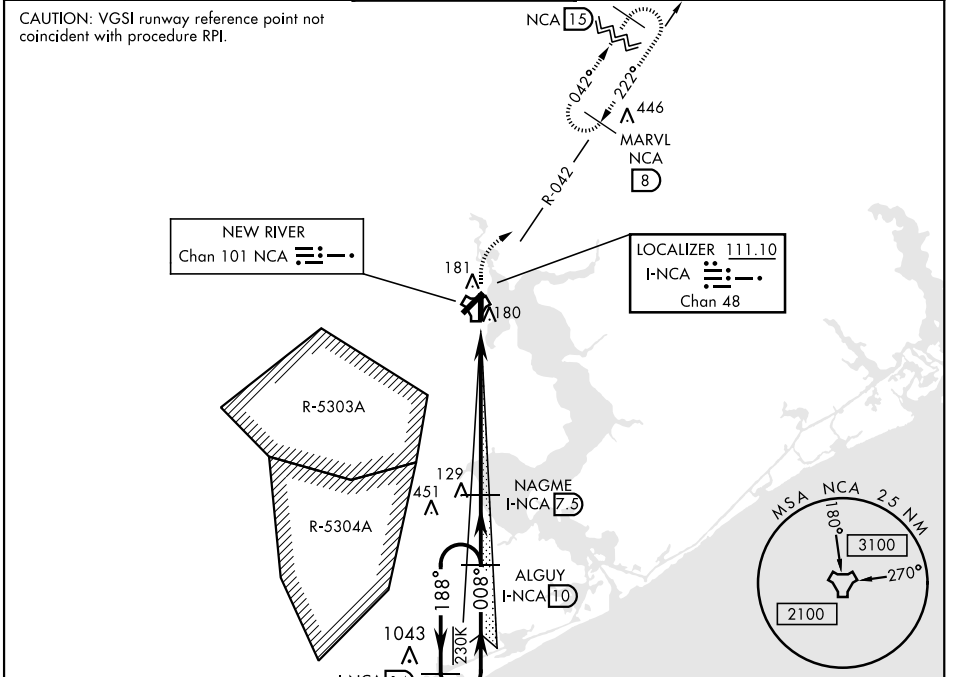 CAUTION: VGSI runway reference point not
coincident with procedure RPI.
NCA 15
042°
222°
446
MARVL
NCA
8
R-042
NEW RIVER
Chan 101 NCA
LOCALIZER 111.10
I-NCA
Chan 48
181
180
R-5303A
R-5304A
129
451
NAGME
I-NCA 7.5
ALGUY
I-NCA 10
188°
008°
230K
1043
MSA NCA 25 NM
180°
3100
270°
2100